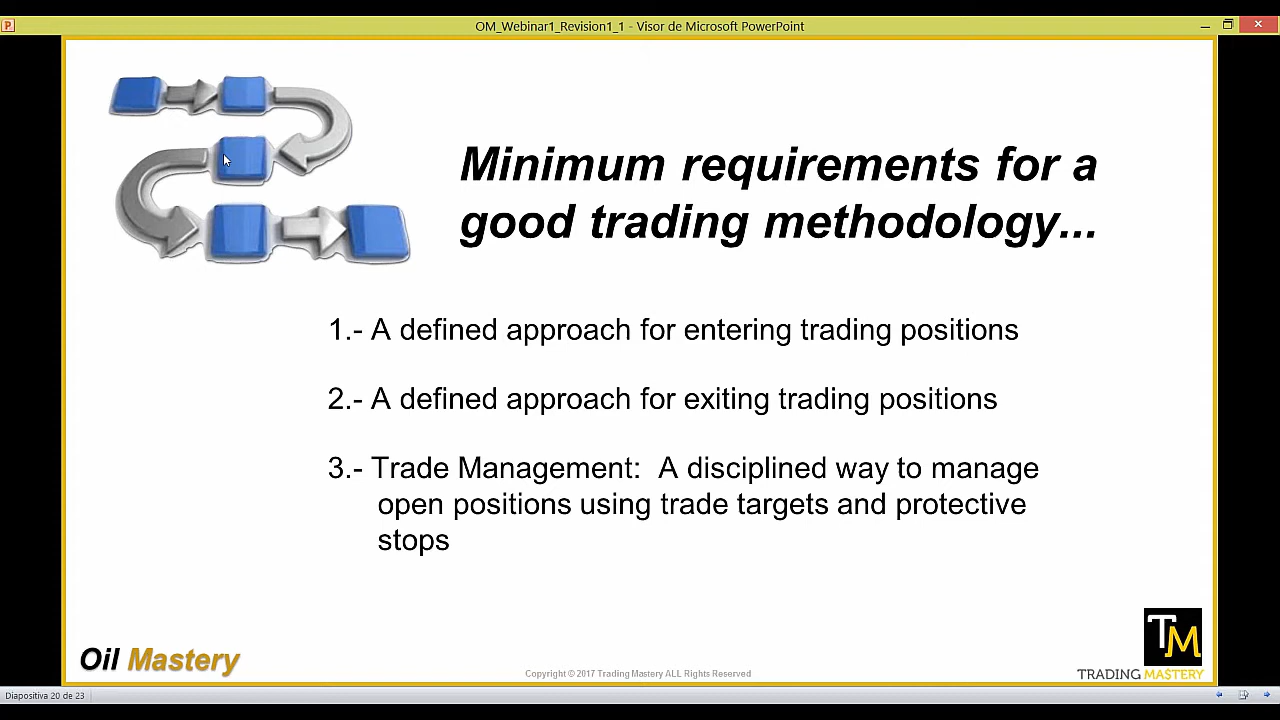 OM_Webinar1_Revision1_1 - Visor de Microsoft PowerPoint
Minimum requirements for a
good trading methodology...
1.- A defined approach for entering trading positions
2.- A defined approach for exiting trading positions
3.- Trade Management: A disciplined way to manage
open positions using trade targets and protective
stops
Oil Mastery
Copyright © 2017 Trading Mastery ALL Rights Reserved
TM
TRADING MASTERY
Diapositiva 20 de 23